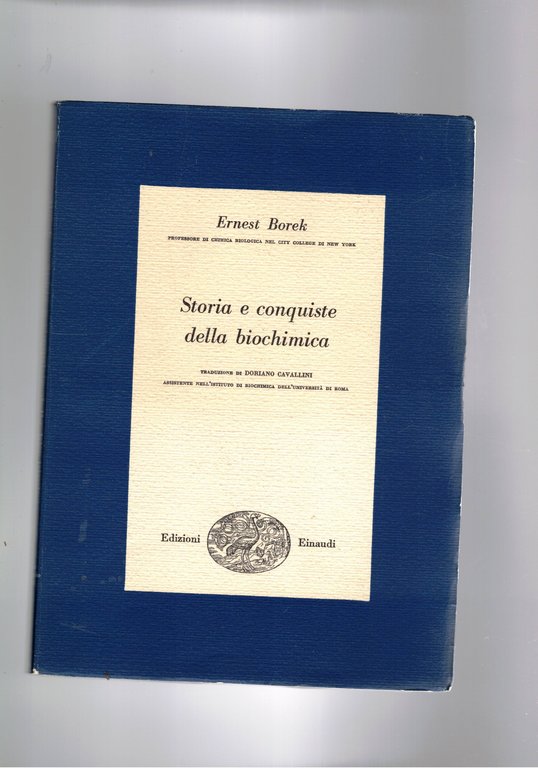 Ernest Borek
PROFESSORE DI CHIMICA BIOLOGICA NEL CITY COLLEGE DI NEW YORK
Storia e conquiste
della biochimica
TRADUZIONE DI DORIANO CAVALLINI
ASSISTENTE NELL'ISTITUTO DI BIOCHIMICA DELL'UNIVERSITÀ DI ROMA
Edizioni Einaudi